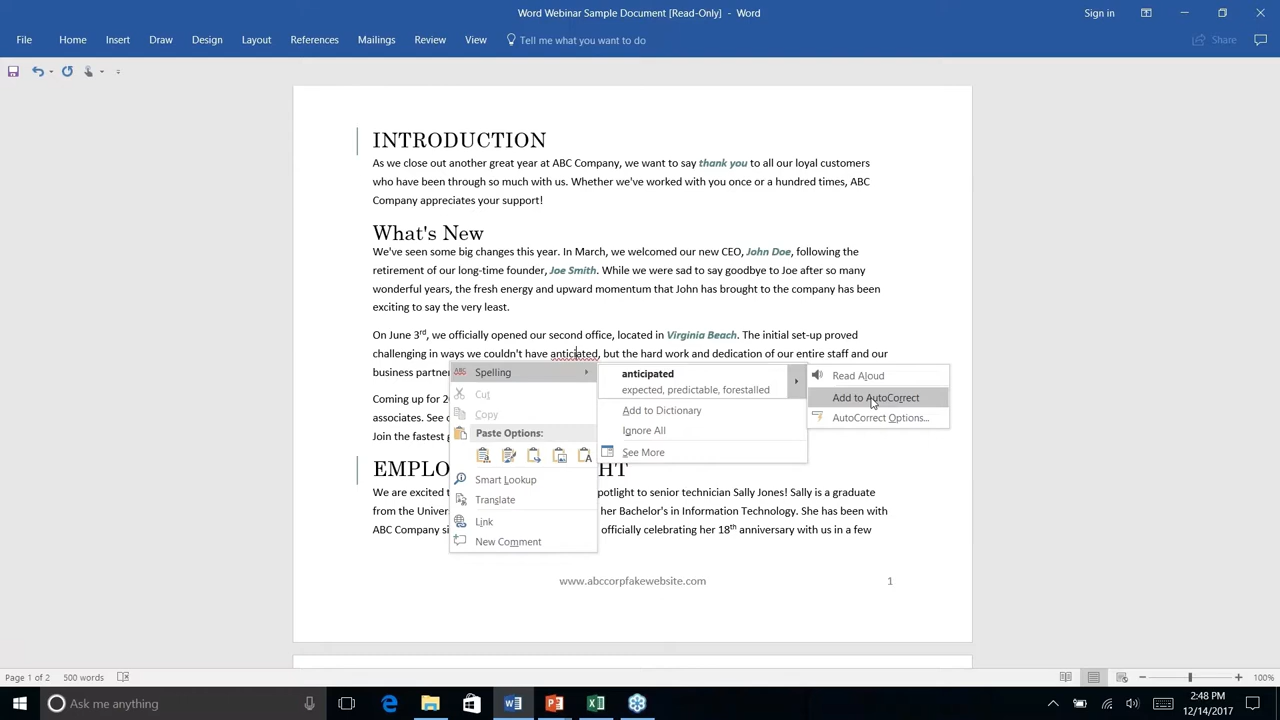 Word Webinar Sample Document [Read-Only] - Word
Sign in
File Home Insert Draw Design Layout References Mailings Review View Tell me what you want to do Share
INTRODUCTION
As we close out another great year at ABC Company, we want to say thank you to all our loyal customers
who have been through so much with us. Whether we've worked with you once or a hundred times, ABC
Company appreciates your support!
What's New
We've seen some big changes this year. In March, we welcomed our new CEO, John Doe, following the
retirement of our long-time founder, Joe Smith. While we were sad to say goodbye to Joe after so many
wonderful years, the fresh energy and upward momentum that John has brought to the company has been
exciting to say the very least.
On June 3rd, we officially opened our second office, located in Virginia Beach. The initial set-up proved
challenging in ways we couldn't have anticiated, but the hard work and dedication of our entire staff and our
business partner
Coming up for 2
associates. See o
Join the fastest g
Spelling
Cut
Copy
Paste Options:
Smart Lookup
Translate
Link
New Comment
anticipated
expected, predictable, forestalled
Add to Dictionary
Ignore All
See More
Read Aloud
Add to AutoCorrect
AutoCorrect Options...
EMPLO GHT
We are excited t spotlight to senior technician Sally Jones! Sally is a graduate
from the Univers her Bachelor's in Information Technology. She has been with
ABC Company si officially celebrating her 18th anniversary with us in a few
www.abccorpfakewebsite.com 1
Page 1 of 2 500 words 100%
Ask me anything
2:48 PM
12/14/2017